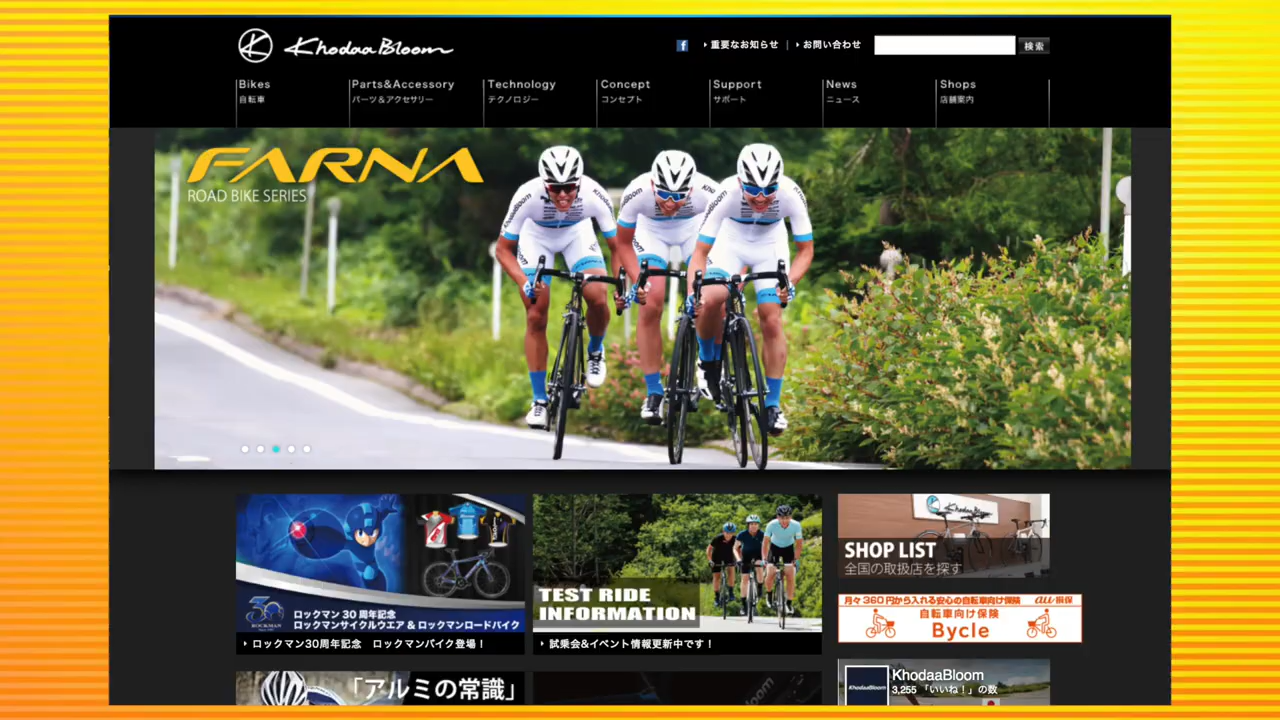 KhodaaBloom
重要なお知らせ
お問い合わせ
検索
Bikes
自転車
Parts&Accessory
パーツ&アクセサリー
Technology
テクノロジー
Concept
コンセプト
Support
サポート
News
ニュース
Shops
店舗案内
FARNA
ROAD BIKE SERIES
30
ROCKMAN
ロックマン 30 周年記念
ロックマンサイクルウエア & ロックマンロードバイク
ロックマン30周年記念 ロックマンバイク登場!
TEST RIDE
INFORMATION
試乗会&イベント情報更新中です!
KhodaaBloom
SHOP LIST
全国の取扱店を探す
月々360円から入れる安心の自転車向け保険 au損保
自転車向け保険
Bycle
「アルミの常識」
KhodaaBloom
KhodaaBloom
3,255 「いいね!」の数